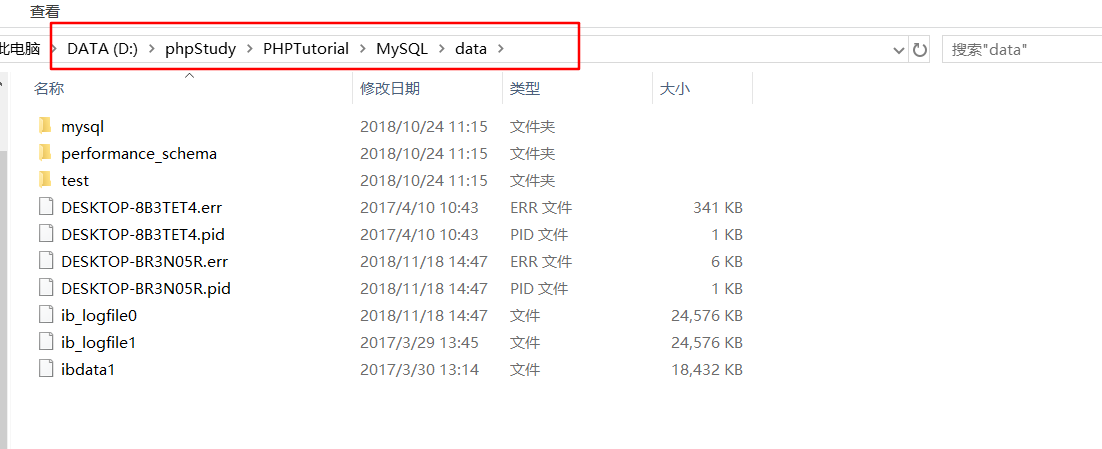 查看
此电脑 > DATA (D:) > phpStudy > PHPTutorial > MySQL > data > 搜索"data"
名称 修改日期 类型 大小
mysql 2018/10/24 11:15 文件夹
performance_schema 2018/10/24 11:15 文件夹
test 2018/10/24 11:15 文件夹
DESKTOP-8B3TET4.err 2017/4/10 10:43 ERR 文件 341 KB
DESKTOP-8B3TET4.pid 2017/4/10 10:43 PID 文件 1 KB
DESKTOP-BR3N05R.err 2018/11/18 14:47 ERR 文件 6 KB
DESKTOP-BR3N05R.pid 2018/11/18 14:47 PID 文件 1 KB
ib_logfile0 2018/11/18 14:47 文件 24,576 KB
ib_logfile1 2017/3/29 13:45 文件 24,576 KB
ibdata1 2017/3/30 13:14 文件 18,432 KB